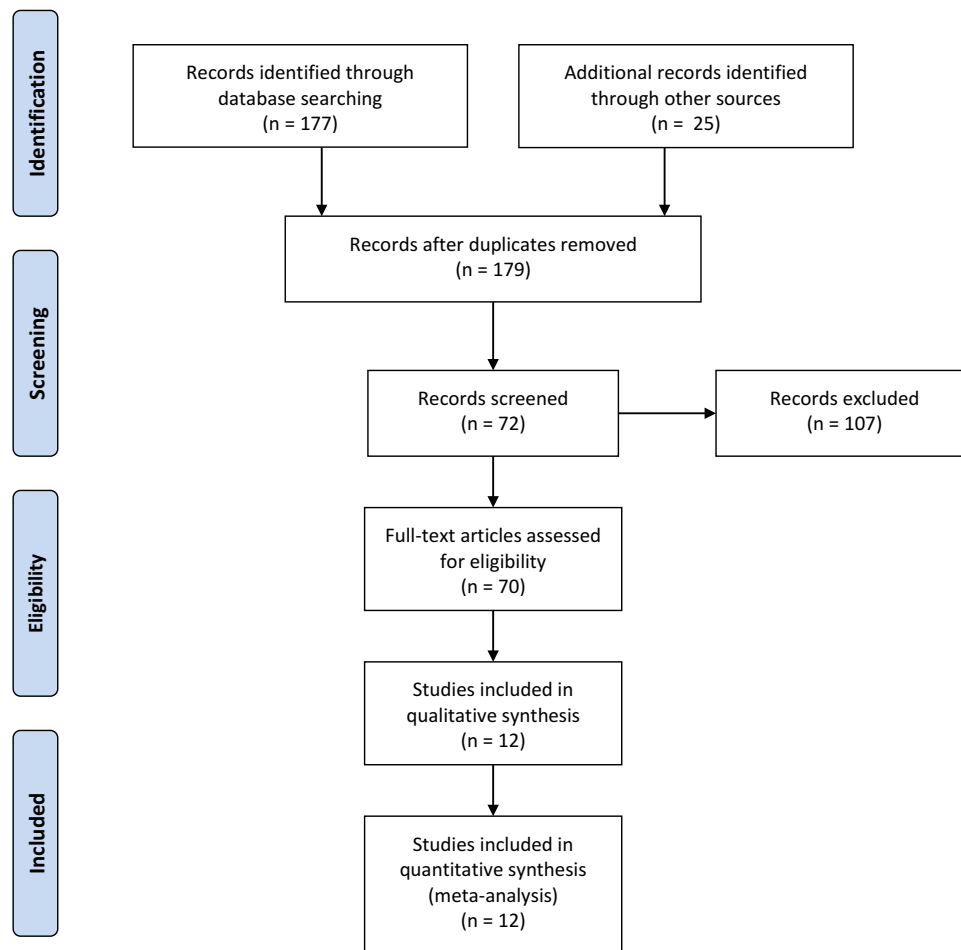 Identification
Records identified through
database searching
(n = 177)
Additional records identified
through other sources
(n = 25)
Records after duplicates removed
(n = 179)
Screening
Records screened
(n = 72)
Records excluded
(n = 107)
Eligibility
Full-text articles assessed
for eligibility
(n = 70)
Studies included in
qualitative synthesis
(n = 12)
Included
Studies included in
quantitative synthesis
(meta-analysis)
(n = 12)